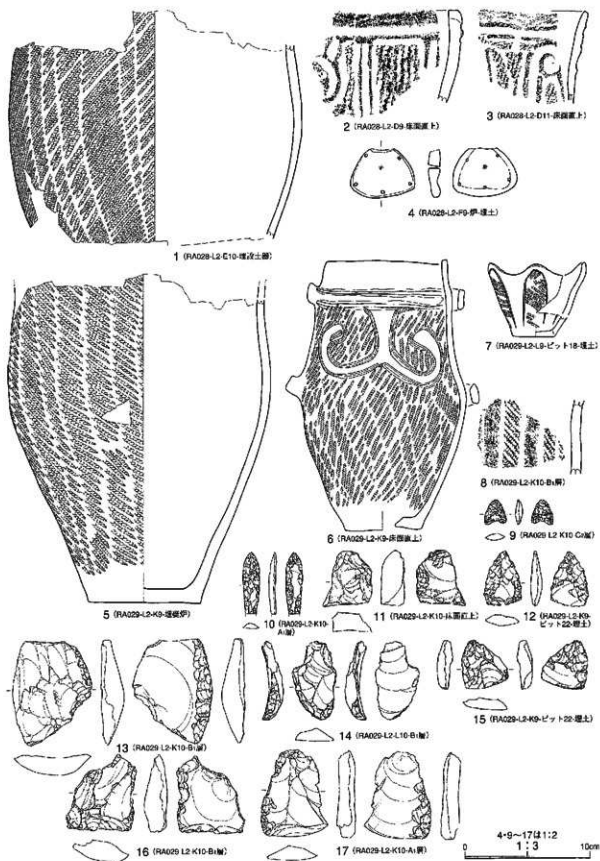 1 (RA028-L2-E10-埋設土器)
2 (RA028-L2-D9-床面直上)
3 (RA028-L2-D11-床面直上)
4 (RA028-L2-F9-炉-埋土)
5 (RA029-L2-K9-埋甕炉)
6 (RA029-L2-K9-床面直上)
7 (RA029-L2-L9-ピット18-埋土)
8 (RA029-L2-K10-B1層)
9 (RA029-L2-K10-C2層)
10 (RA029-L2-K10-
A1層)
11 (RA029-L2-K10-床面直上)
12 (RA029-L2-K9-
ピット22-埋土)
13 (RA029-L2-K10-B1層)
14 (RA029-L2-L10-B1層)
15 (RA029-L2-K9-ピット22-埋土)
16 (RA029-L2-K10-B1層)
17 (RA029-L2-K10-A1層)
4・9〜17は1:2
0 1:3 10cm